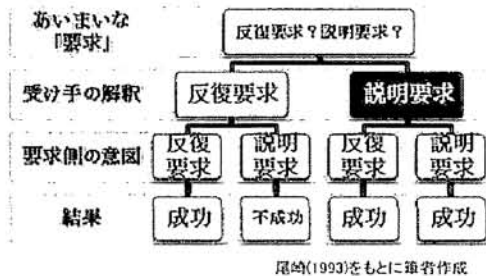 あいまいな
「要求」
反復要求？説明要求？
受け手の解釈
反復要求
説明要求
要求側の意図
反復
要求
説明
要求
反復
要求
説明
要求
結果
成功
不成功
成功
成功
尾崎(1993)をもとに筆者作成